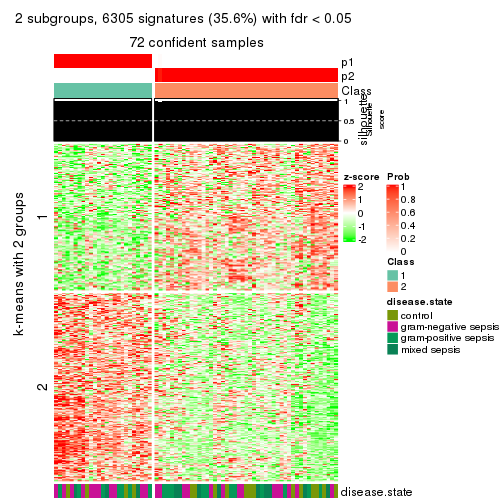 2 subgroups, 6305 signatures (35.6%) with fdr < 0.05
72 confident samples
p1
p2
Class
1
0.5
0
silhouette
Silhouette
score
k-means with 2 groups
1
2
z-score
2
1
0
-1
-2
Prob
1
0.8
0.6
0.4
0.2
0
Class
1
2
disease.state
control
gram-negative sepsis
gram-positive sepsis
mixed sepsis
disease.state